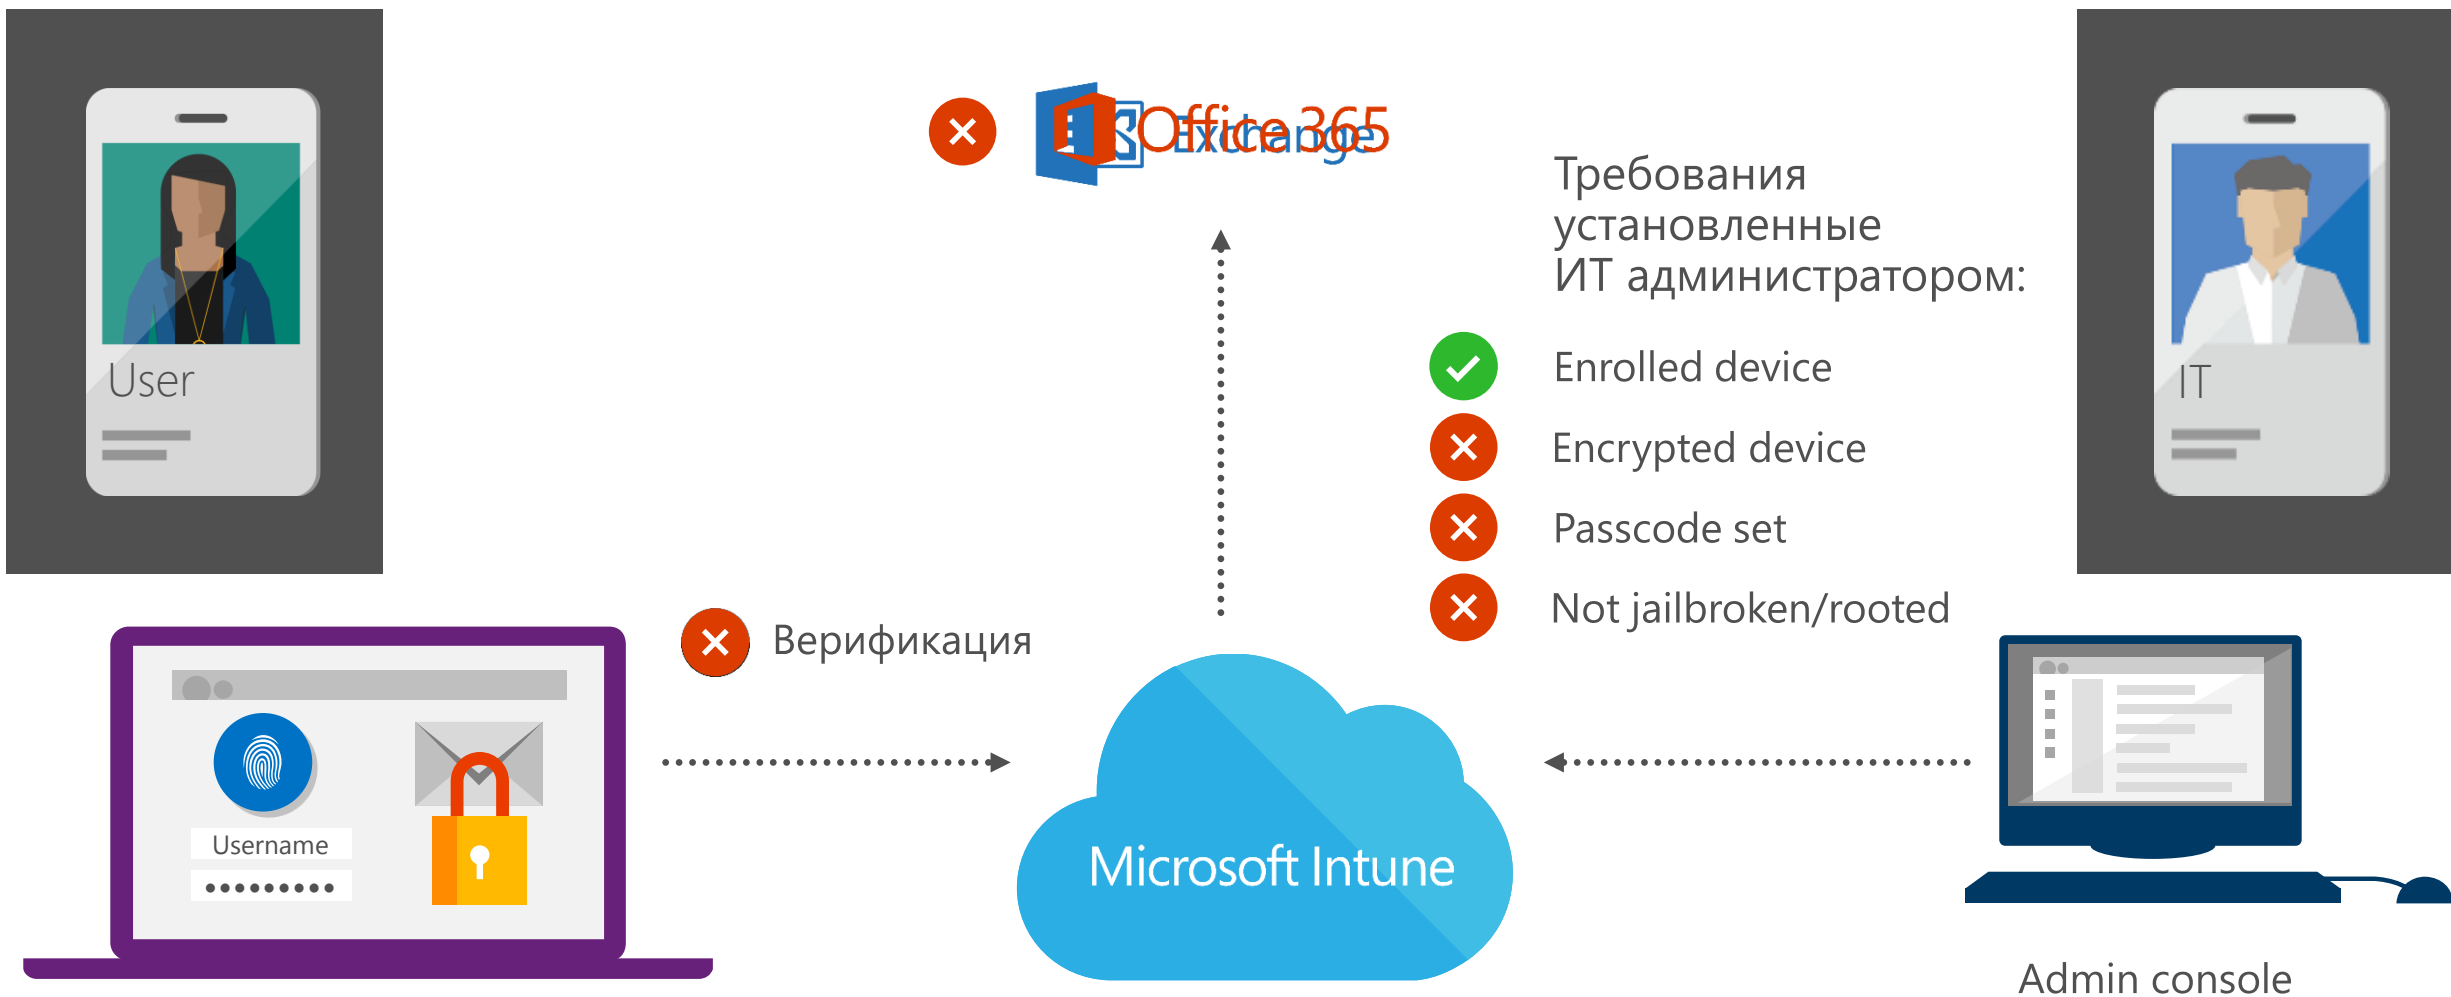 Office 365
Exchange
Требования
установленные
ИТ администратором:
User
IT
Enrolled device
Encrypted device
Passcode set
Not jailbroken/rooted
Верификация
Username
Microsoft Intune
Admin console